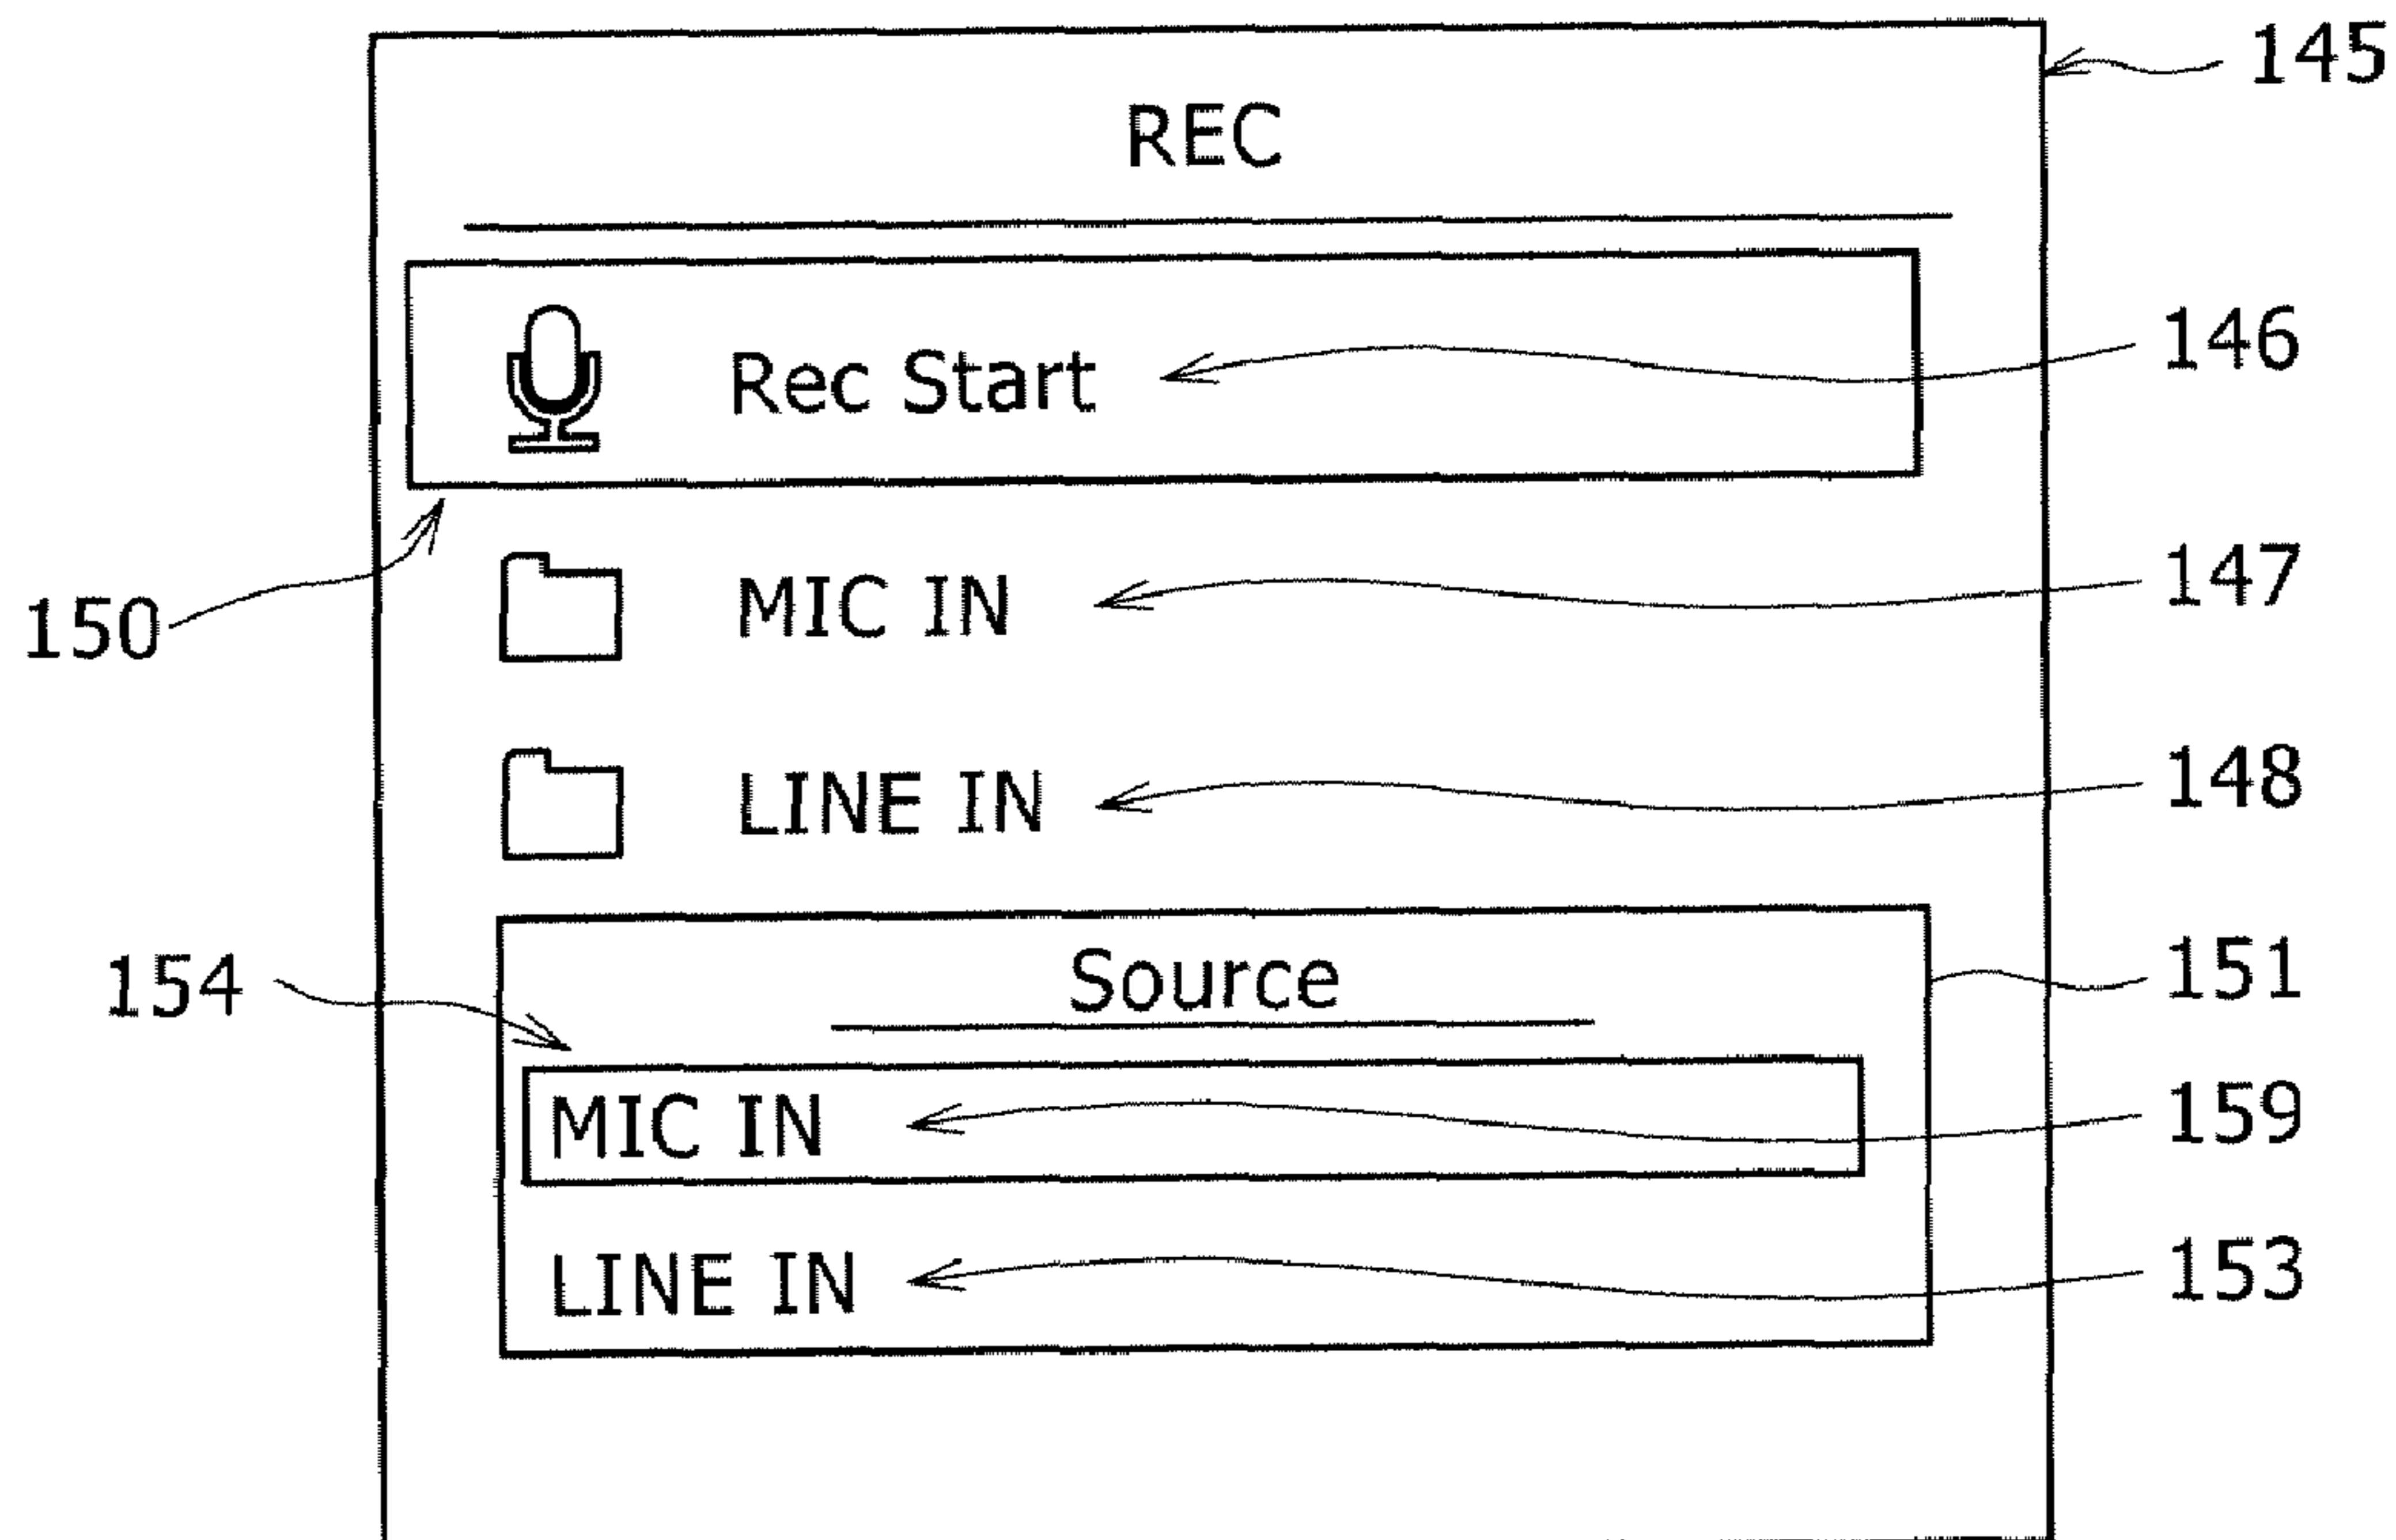 145
REC
Rec Start
146
150
MIC IN
147
LINE IN
148
154
Source
151
MIC IN
159
LINE IN
153